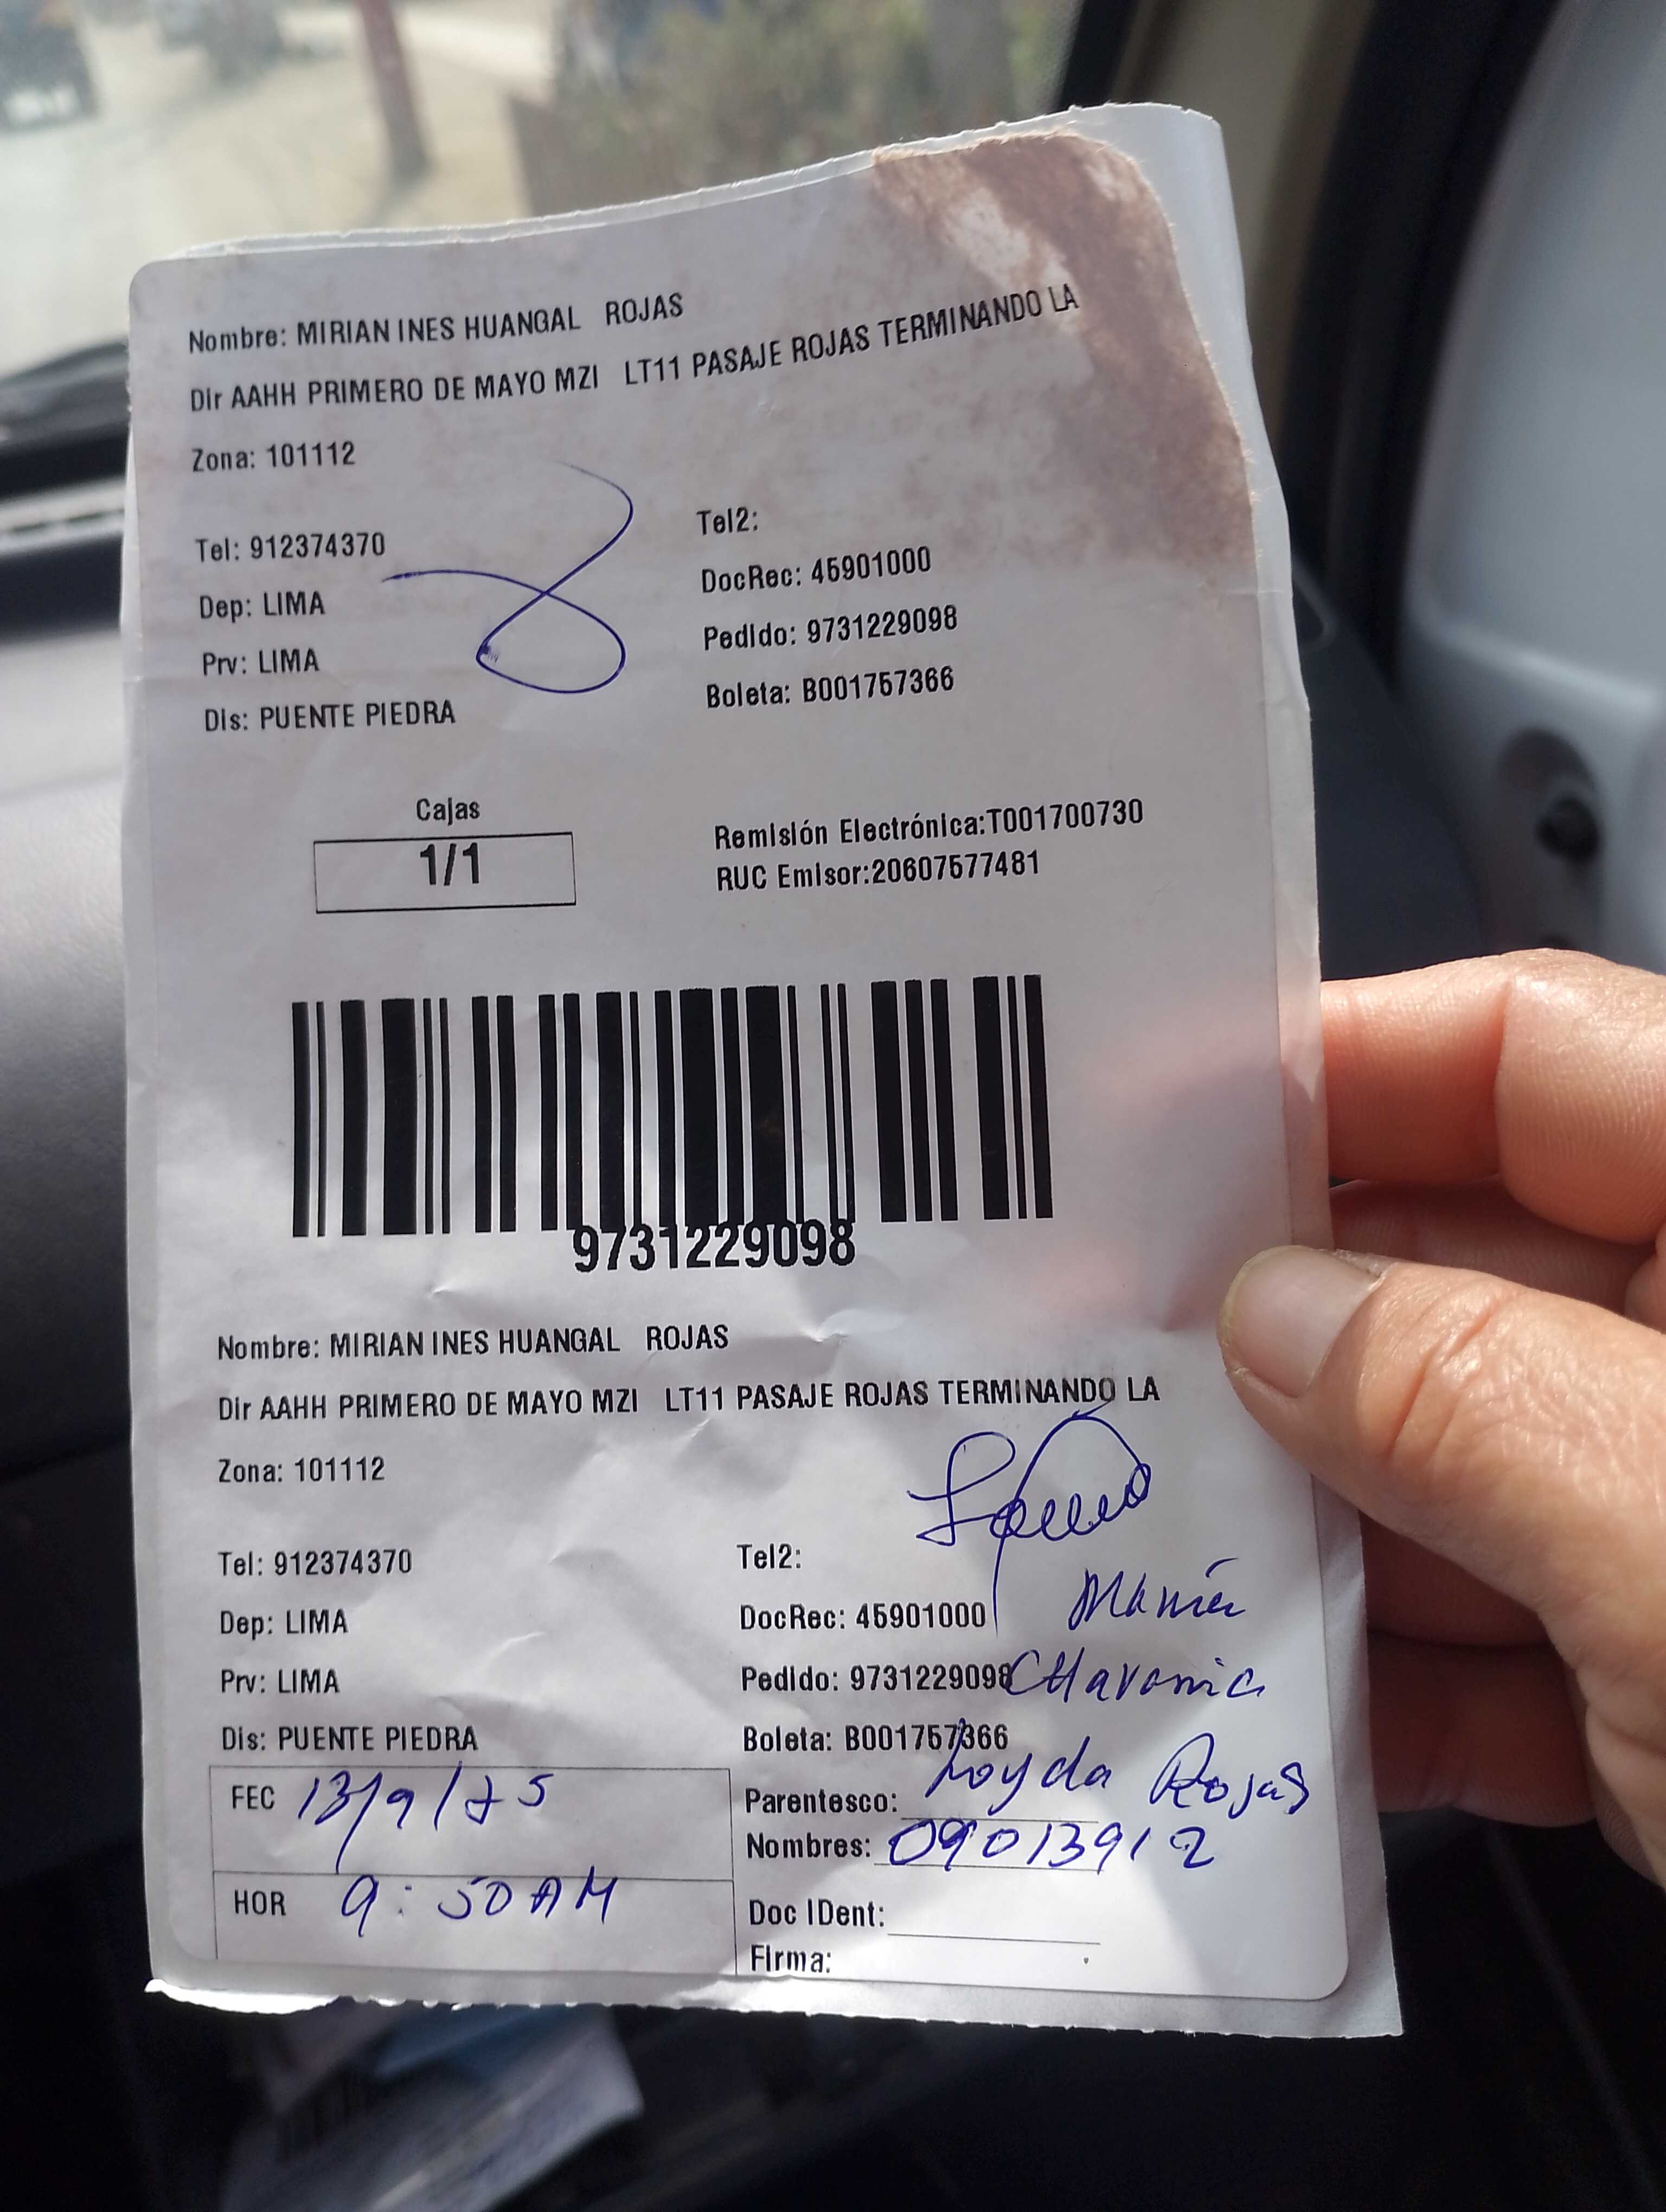 Nombre: MIRIAN INES HUANGAL ROJAS
Dir AAHH PRIMERO DE MAYO MZI LT11 PASAJE ROJAS TERMINANDO LA
Zona: 101112
Tel: 912374370
Tel2:
Dep: LIMA
DocRec: 45901000
Prv: LIMA
Pedido: 9731229098
Dis: PUENTE PIEDRA
Boleta: B001757366
Cajas
1/1
Remisión Electrónica:T001700730
RUC Emisor:20607577481
9731229098
Nombre: MIRIAN INES HUANGAL ROJAS
Dir AAHH PRIMERO DE MAYO MZI LT11 PASAJE ROJAS TERMINANDO LA
Zona: 101112
Tel: 912374370
Tel2:
Dep: LIMA
DocRec: 45901000
Prv: LIMA
Pedido: 9731229098
Dis: PUENTE PIEDRA
Boleta: B001757366
Loyda Rojas
FEC 13/9/25
Parentesco:
Nombres: 09013912
HOR 9:50 AM
Doc IDent:
Firma: